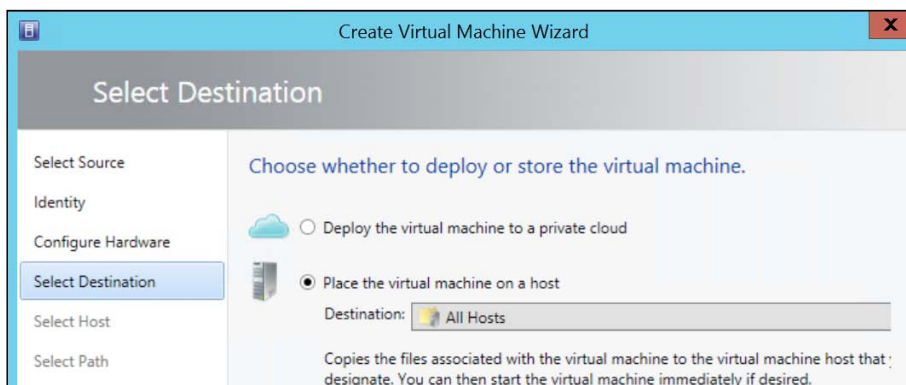 Create Virtual Machine Wizard
X
Select Destination
Select Source
Identity
Configure Hardware
Select Destination
Select Host
Select Path
Choose whether to deploy or store the virtual machine.
Deploy the virtual machine to a private cloud
Place the virtual machine on a host
Destination: All Hosts
Copies the files associated with the virtual machine to the virtual machine host that
designate. You can then start the virtual machine immediately if desired.